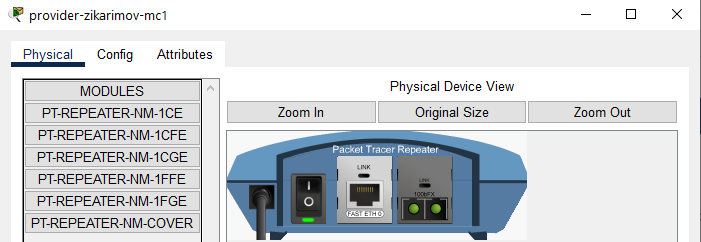 provider-zikarimov-mc1
Physical Config Attributes
MODULES
PT-REPEATER-NM-1CE
PT-REPEATER-NM-1CFE
PT-REPEATER-NM-1CGE
PT-REPEATER-NM-1FFE
PT-REPEATER-NM-1FGE
PT-REPEATER-NM-COVER
Physical Device View
Zoom In Original Size Zoom Out
Packet Tracer Repeater
LINK
FAST ETH 0
LINK
100bFX